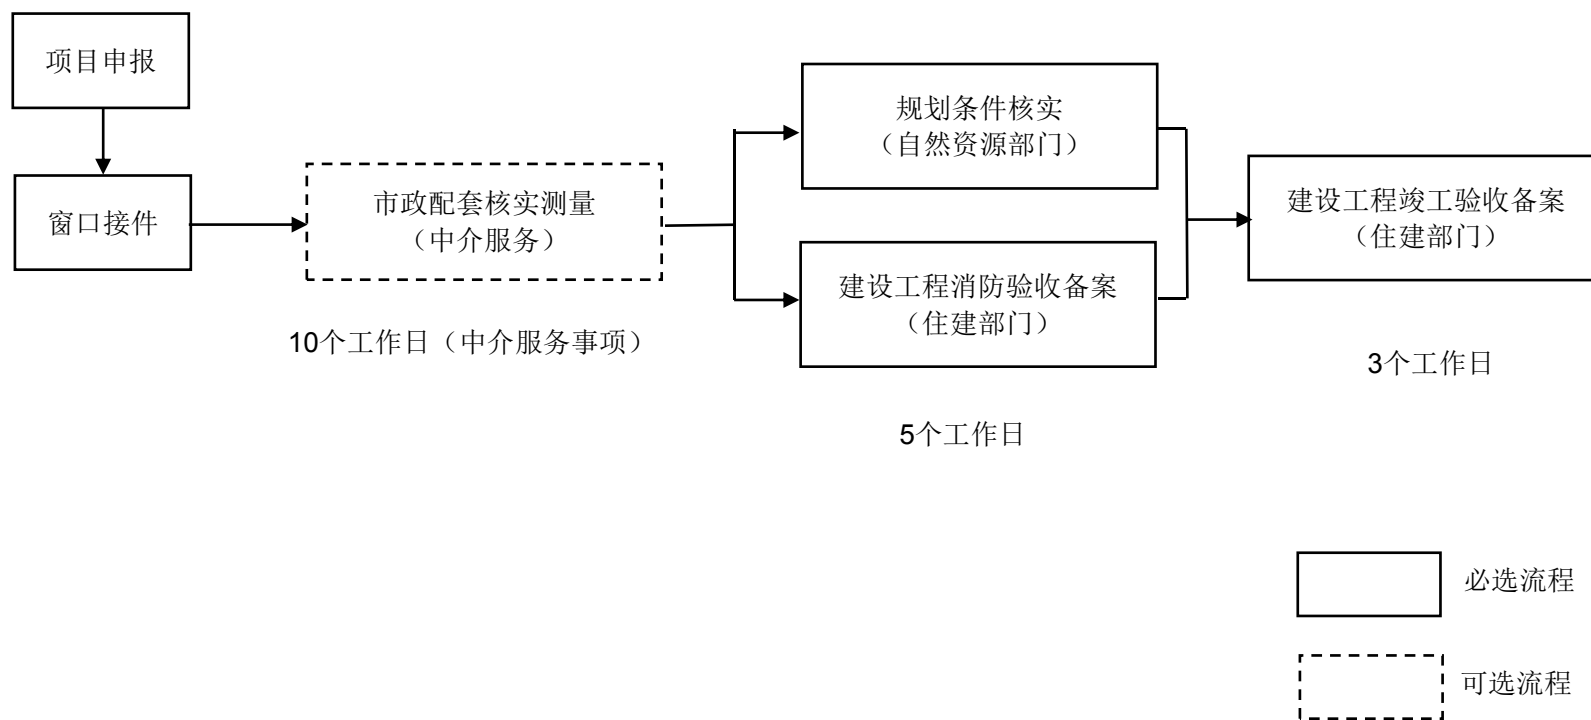 项目申报
窗口接件
市政配套核实测量
（中介服务）
10个工作日（中介服务事项）
规划条件核实
（自然资源部门）
建设工程消防验收备案
（住建部门）
5个工作日
建设工程竣工验收备案
（住建部门）
3个工作日
必选流程
可选流程